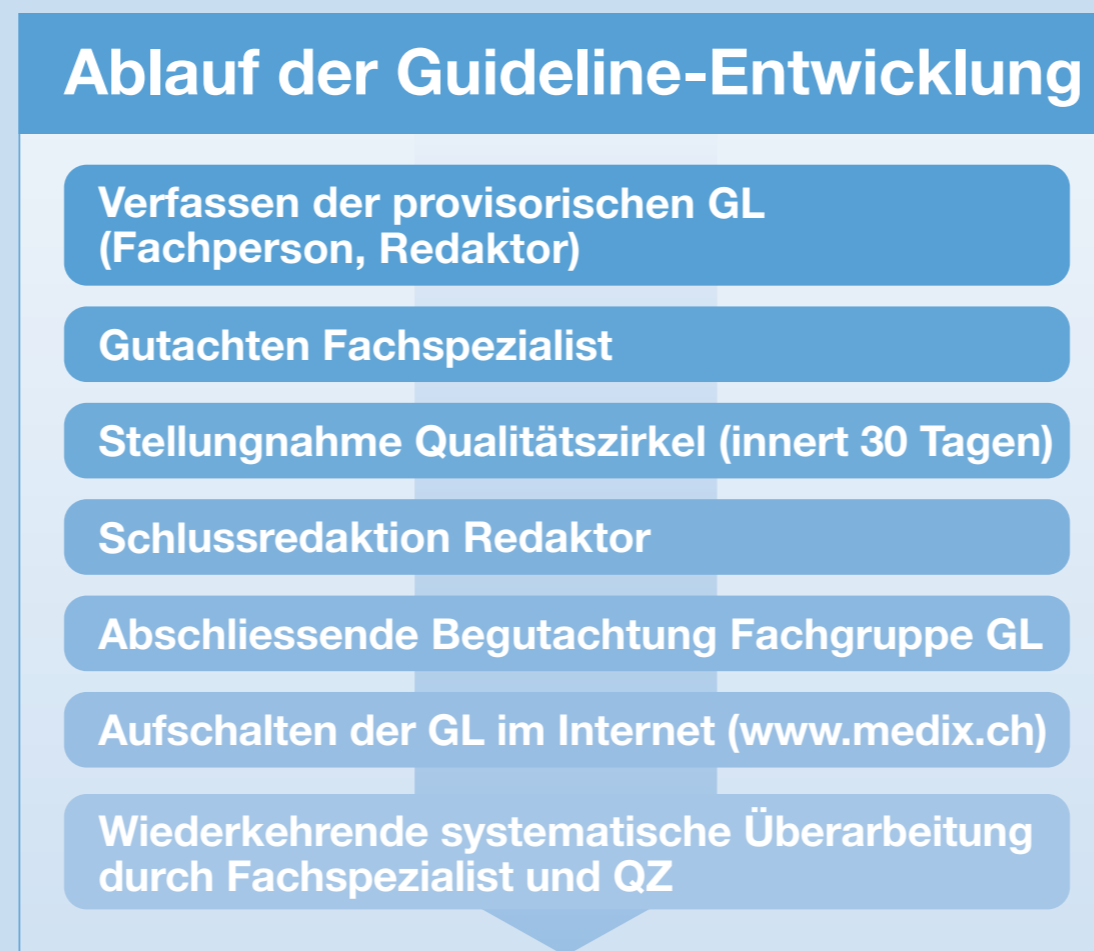 Ablauf der Guideline-Entwicklung
Verfassen der provisorischen GL
(Fachperson, Redaktor)
Gutachten Fachspezialist
Stellungnahme Qualitätszirkel (innert 30 Tagen)
Schlussredaktion Redaktor
Abschliessende Begutachtung Fachgruppe GL
Aufschalten der GL im Internet (www.medix.ch)
Wiederkehrende systematische Überarbeitung
durch Fachspezialist und QZ